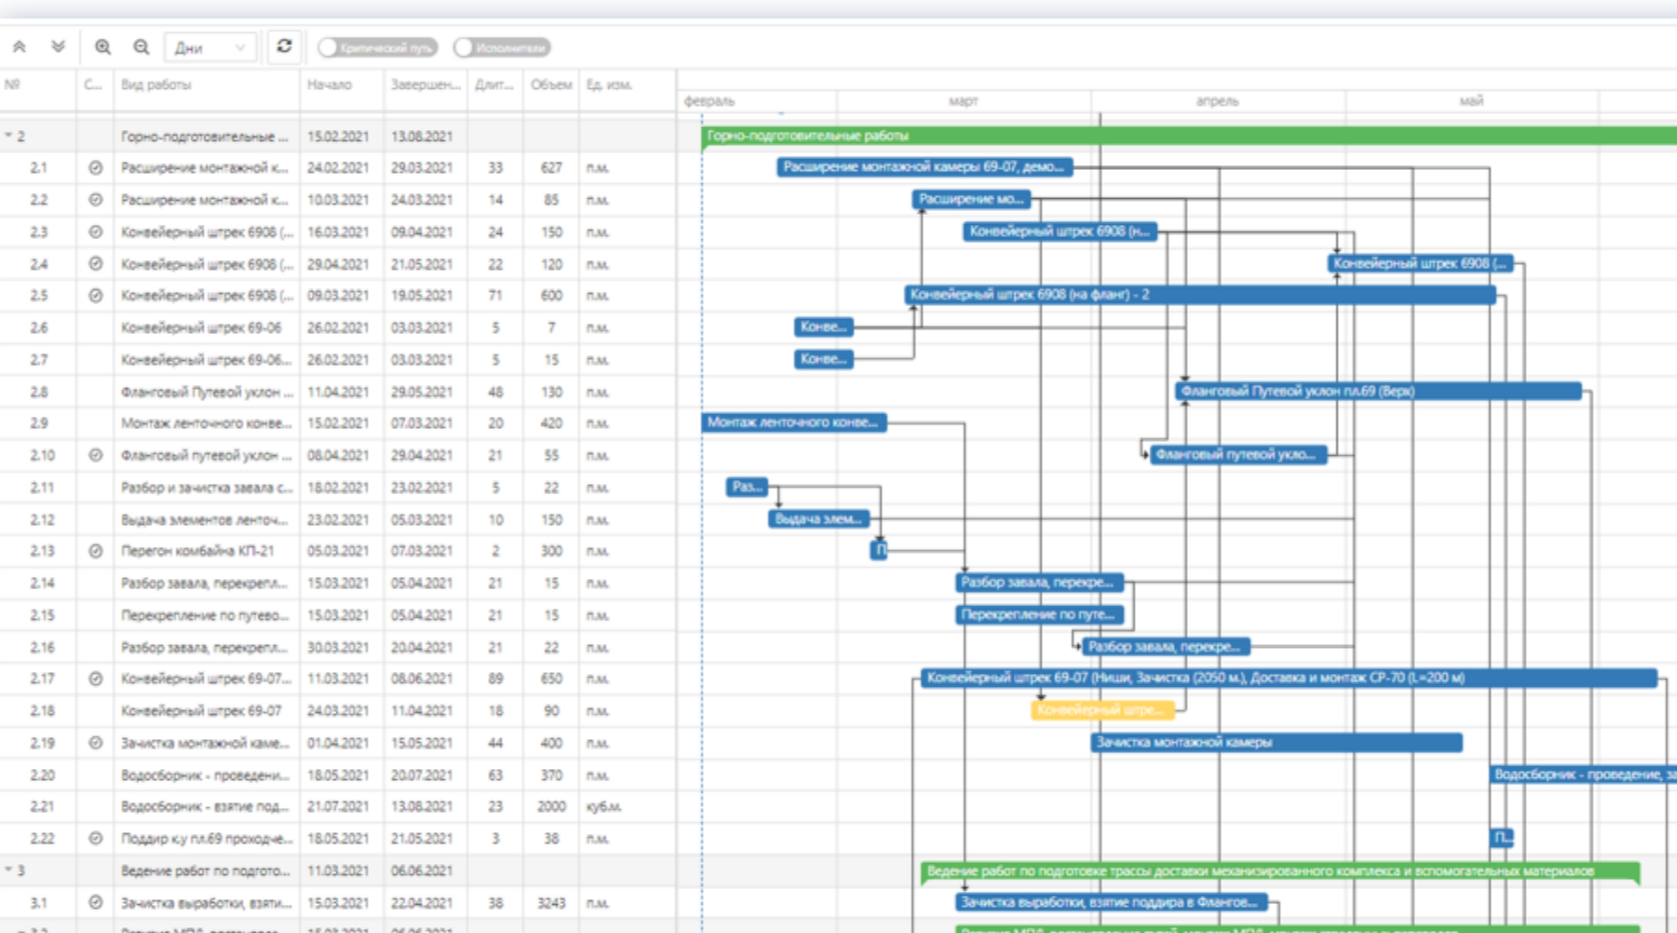 Дни Критический путь Исполнители
№ С... Вид работы Начало Завершен... Длит... Объем Ед. изм.
февраль март апрель май
2 Горно-подготовительные ... 15.02.2021 13.08.2021 Горно-подготовительные работы
2.1 Расширение монтажной к... 24.02.2021 29.03.2021 33 627 п.м. Расширение монтажной камеры 69-07, демо...
2.2 Расширение монтажной к... 10.03.2021 24.03.2021 14 85 п.м. Расширение мо...
2.3 Конвейерный штрек 6908 (... 16.03.2021 09.04.2021 24 150 п.м. Конвейерный штрек 6908 (н...
2.4 Конвейерный штрек 6908 (... 29.04.2021 21.05.2021 22 120 п.м. Конвейерный штрек 6908 (...
2.5 Конвейерный штрек 6908 (... 09.03.2021 19.05.2021 71 600 п.м. Конвейерный штрек 6908 (на фланг) - 2
2.6 Конвейерный штрек 69-06 26.02.2021 03.03.2021 5 7 п.м. Конве...
2.7 Конвейерный штрек 69-06... 26.02.2021 03.03.2021 5 15 п.м. Конве...
2.8 Фланговый Путевой уклон ... 11.04.2021 29.05.2021 48 130 п.м. Фланговый Путевой уклон пл.69 (Верх)
2.9 Монтаж ленточного конве... 15.02.2021 07.03.2021 20 420 п.м. Монтаж ленточного конве...
2.10 Фланговый путевой уклон ... 08.04.2021 29.04.2021 21 55 п.м. Фланговый путевой укло...
2.11 Разбор и зачистка завала с... 18.02.2021 23.02.2021 5 22 п.м. Раз...
2.12 Выдача элементов ленточ... 23.02.2021 05.03.2021 10 150 п.м. Выдача элем...
2.13 Перегон комбайна КП-21 05.03.2021 07.03.2021 2 300 п.м. П
2.14 Разбор завала, перекрепл... 15.03.2021 05.04.2021 21 15 п.м. Разбор завала, перекре...
2.15 Перекрепление по путево... 15.03.2021 05.04.2021 21 15 п.м. Перекрепление по путе...
2.16 Разбор завала, перекрепл... 30.03.2021 20.04.2021 21 22 п.м. Разбор завала, перекре...
2.17 Конвейерный штрек 69-07... 11.03.2021 08.06.2021 89 650 п.м. Конвейерный штрек 69-07 (Ниши, Зачистка (2050 м.), Доставка и монтаж СР-70 (L=200 м)
2.18 Конвейерный штрек 69-07 24.03.2021 11.04.2021 18 90 п.м. Конвейерный штре...
2.19 Зачистка монтажной каме... 01.04.2021 15.05.2021 44 400 п.м. Зачистка монтажной камеры
2.20 Водосборник - проведени... 18.05.2021 20.07.2021 63 370 п.м. Водосборник - проведение, за
2.21 Водосборник - взятие под... 21.07.2021 13.08.2021 23 2000 куб.м.
2.22 Поддир к.у пл.69 проходче... 18.05.2021 21.05.2021 3 38 п.м. П...
3 Ведение работ по подгото... 11.03.2021 06.06.2021 Ведение работ по подготовке трассы доставки механизированного комплекса и вспомогательных материалов
3.1 Зачистка выработки, взяти... 15.03.2021 22.04.2021 38 3243 п.м. Зачистка выработки, взятие поддира в Флангов...